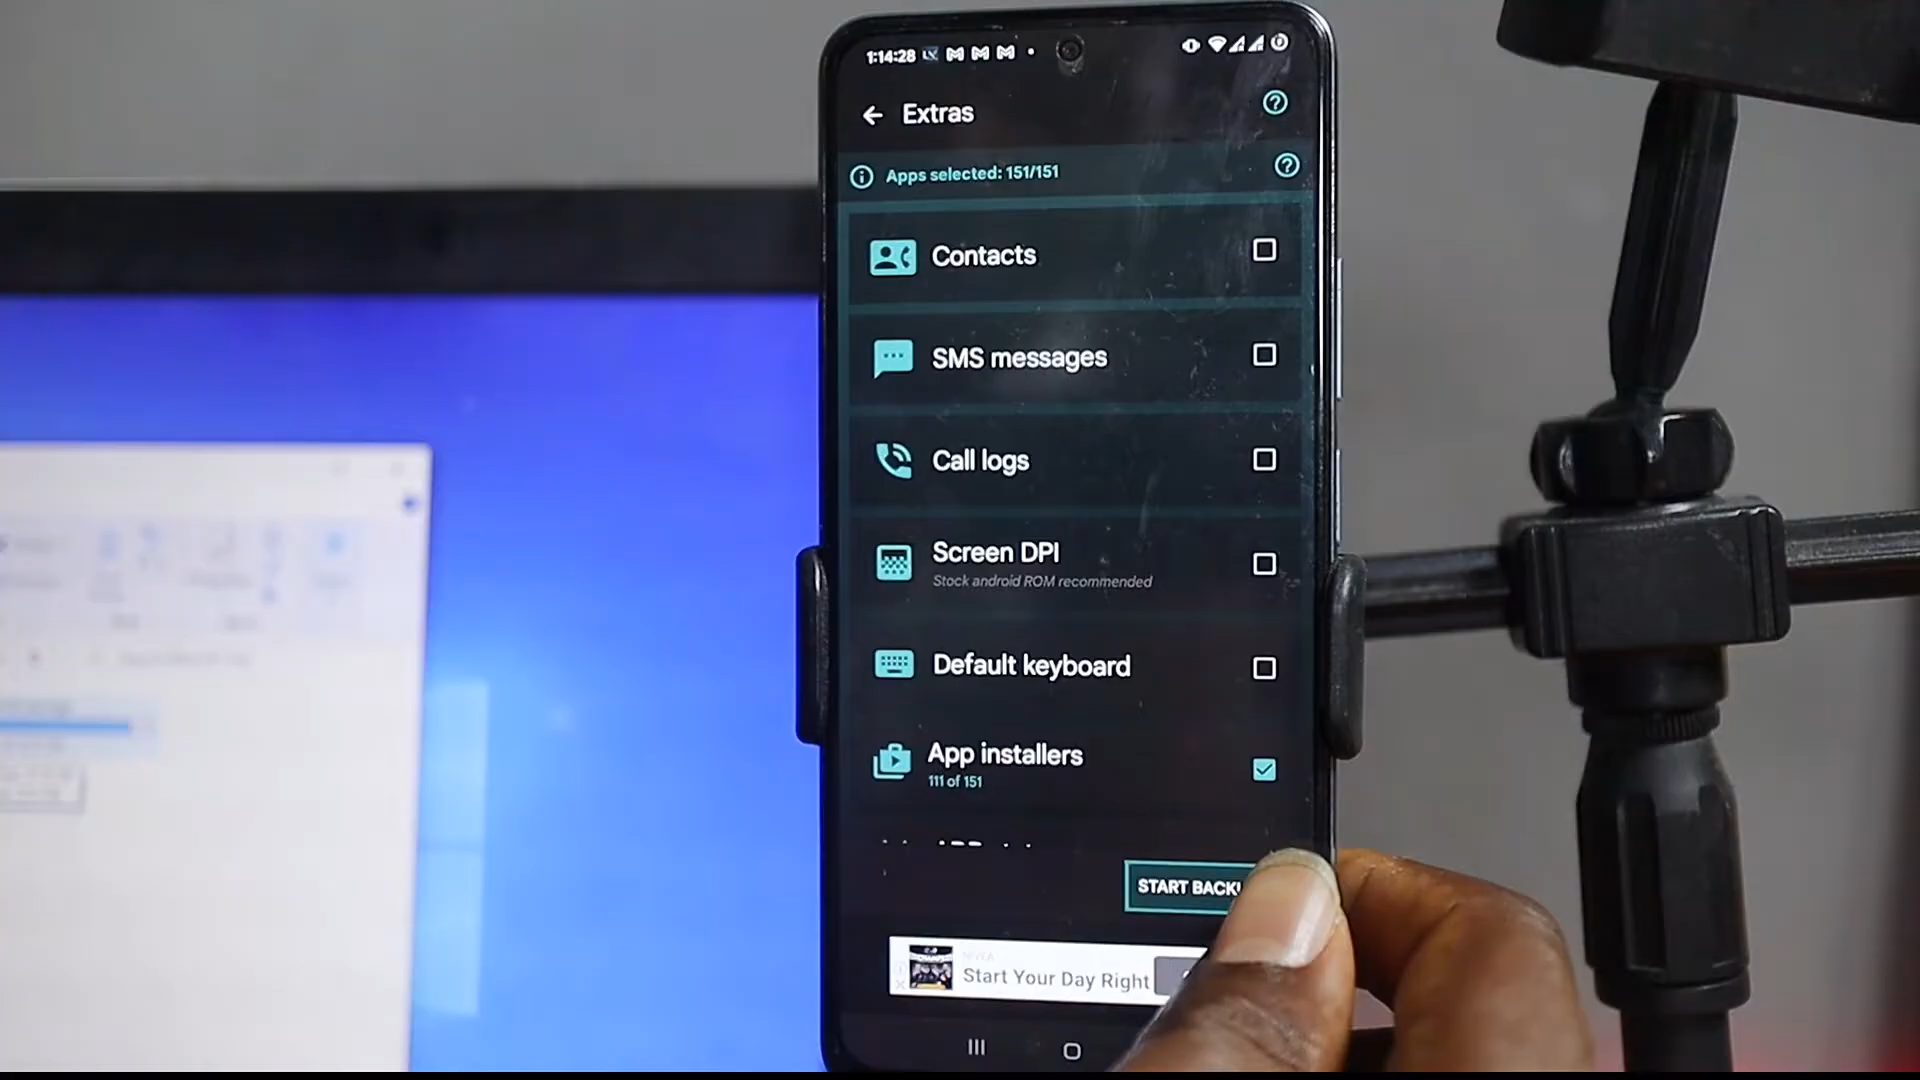 1:14:28
Extras
Apps selected: 151/151
Contacts
SMS messages
Call logs
Screen DPI
Stock android ROM recommended
Default keyboard
App installers
111 of 151
START BACKU
Start Your Day Right